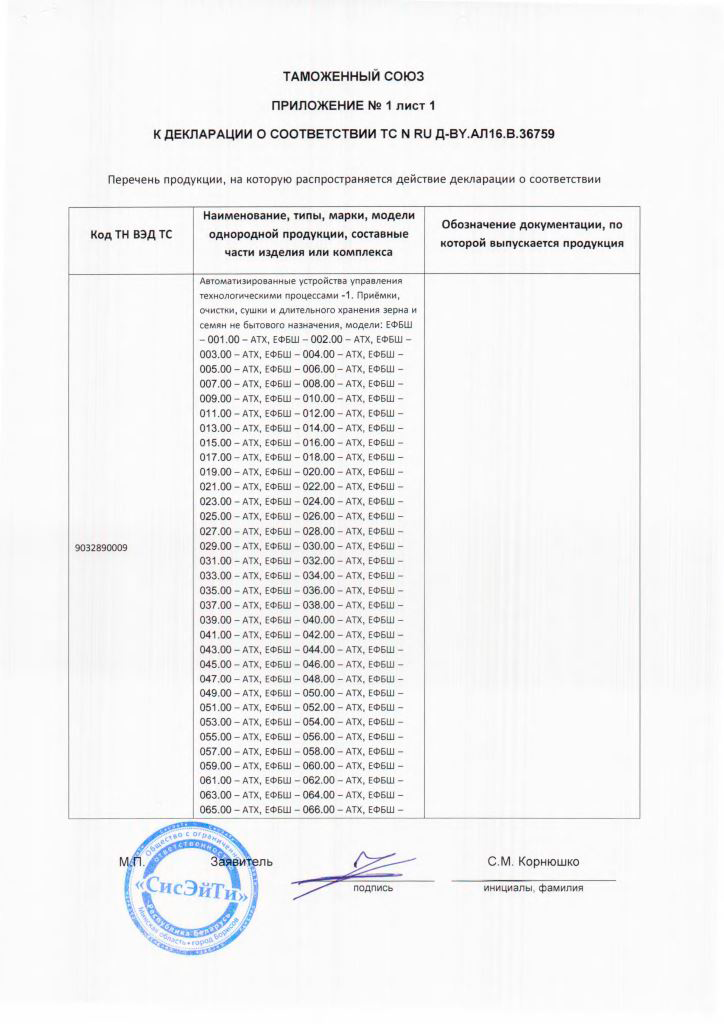 ТАМОЖЕННЫЙ СОЮЗ
ПРИЛОЖЕНИЕ № 1 лист 1
К ДЕКЛАРАЦИИ О СООТВЕТСТВИИ ТС N RU Д-BY.АЛ16.В.36759
Перечень продукции, на которую распространяется действие декларации о соответствии
Код ТН ВЭД ТС
Наименование, типы, марки, модели
однородной продукции, составные
части изделия или комплекса
Обозначение документации, по
которой выпускается продукция
9032890009
Автоматизированные устройства управления
технологическими процессами -1. Приёмки,
очистки, сушки и длительного хранения зерна и
семян не бытового назначения, модели: ЕФБШ
– 001.00 – АТХ, ЕФБШ – 002.00 – АТХ, ЕФБШ –
003.00 – АТХ, ЕФБШ – 004.00 – АТХ, ЕФБШ –
005.00 – АТХ, ЕФБШ – 006.00 – АТХ, ЕФБШ –
007.00 – АТХ, ЕФБШ – 008.00 – АТХ, ЕФБШ –
009.00 – АТХ, ЕФБШ – 010.00 – АТХ, ЕФБШ –
011.00 – АТХ, ЕФБШ – 012.00 – АТХ, ЕФБШ –
013.00 – АТХ, ЕФБШ – 014.00 – АТХ, ЕФБШ –
015.00 – АТХ, ЕФБШ – 016.00 – АТХ, ЕФБШ –
017.00 – АТХ, ЕФБШ – 018.00 – АТХ, ЕФБШ –
019.00 – АТХ, ЕФБШ – 020.00 – АТХ, ЕФБШ –
021.00 – АТХ, ЕФБШ – 022.00 – АТХ, ЕФБШ –
023.00 – АТХ, ЕФБШ – 024.00 – АТХ, ЕФБШ –
025.00 – АТХ, ЕФБШ – 026.00 – АТХ, ЕФБШ –
027.00 – АТХ, ЕФБШ – 028.00 – АТХ, ЕФБШ –
029.00 – АТХ, ЕФБШ – 030.00 – АТХ, ЕФБШ –
031.00 – АТХ, ЕФБШ – 032.00 – АТХ, ЕФБШ –
033.00 – АТХ, ЕФБШ – 034.00 – АТХ, ЕФБШ –
035.00 – АТХ, ЕФБШ – 036.00 – АТХ, ЕФБШ –
037.00 – АТХ, ЕФБШ – 038.00 – АТХ, ЕФБШ –
039.00 – АТХ, ЕФБШ – 040.00 – АТХ, ЕФБШ –
041.00 – АТХ, ЕФБШ – 042.00 – АТХ, ЕФБШ –
043.00 – АТХ, ЕФБШ – 044.00 – АТХ, ЕФБШ –
045.00 – АТХ, ЕФБШ – 046.00 – АТХ, ЕФБШ –
047.00 – АТХ, ЕФБШ – 048.00 – АТХ, ЕФБШ –
049.00 – АТХ, ЕФБШ – 050.00 – АТХ, ЕФБШ –
051.00 – АТХ, ЕФБШ – 052.00 – АТХ, ЕФБШ –
053.00 – АТХ, ЕФБШ – 054.00 – АТХ, ЕФБШ –
055.00 – АТХ, ЕФБШ – 056.00 – АТХ, ЕФБШ –
057.00 – АТХ, ЕФБШ – 058.00 – АТХ, ЕФБШ –
059.00 – АТХ, ЕФБШ – 060.00 – АТХ, ЕФБШ –
061.00 – АТХ, ЕФБШ – 062.00 – АТХ, ЕФБШ –
063.00 – АТХ, ЕФБШ – 064.00 – АТХ, ЕФБШ –
065.00 – АТХ, ЕФБШ – 066.00 – АТХ, ЕФБШ –
М.П.
Заявитель
С.М. Корнюшко
подпись
инициалы, фамилия
Общество с ограниченной
ответственностью
«СисЭйТи»
Республика Беларусь
Минская область • город Борисов